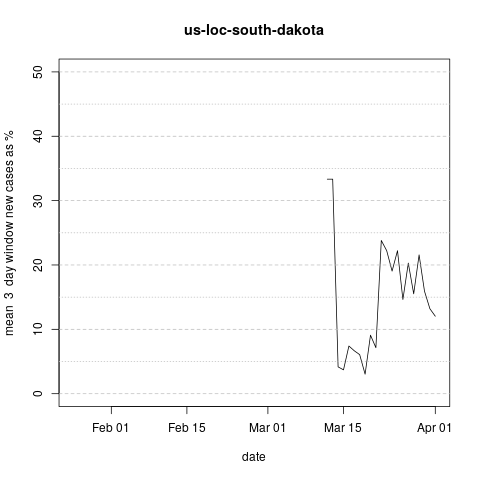 us-loc-south-dakota
mean 3 day window new cases as %
50
40
30
20
10
0
Feb 01 Feb 15 Mar 01 Mar 15 Apr 01
date